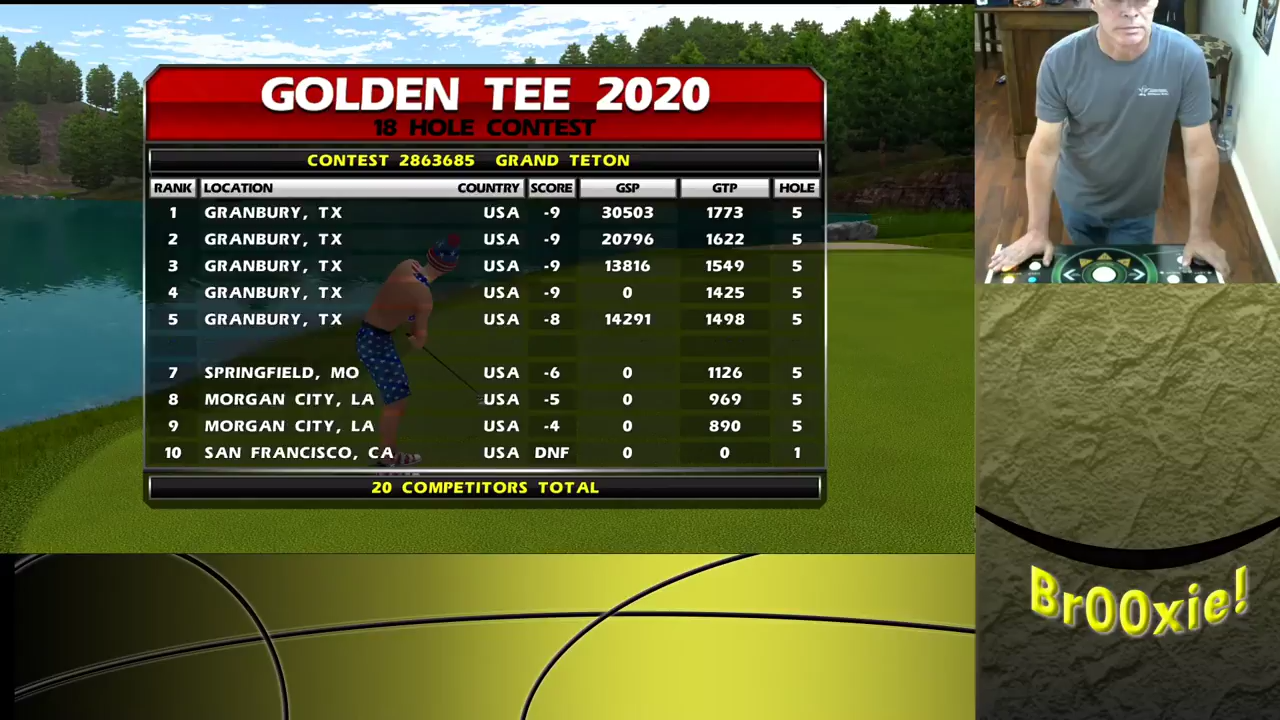 GOLDEN TEE 2020
18 HOLE CONTEST
CONTEST 2863685 GRAND TETON
RANK LOCATION COUNTRY SCORE GSP GTP HOLE
1 GRANBURY, TX USA -9 30503 1773 5
2 GRANBURY, TX USA -9 20796 1622 5
3 GRANBURY, TX USA -9 13816 1549 5
4 GRANBURY, TX USA -9 0 1425 5
5 GRANBURY, TX USA -8 14291 1498 5
7 SPRINGFIELD, MO USA -6 0 1126 5
8 MORGAN CITY, LA USA -5 0 969 5
9 MORGAN CITY, LA USA -4 0 890 5
10 SAN FRANCISCO, CA USA DNF 0 0 1
20 COMPETITORS TOTAL
Br00xie!